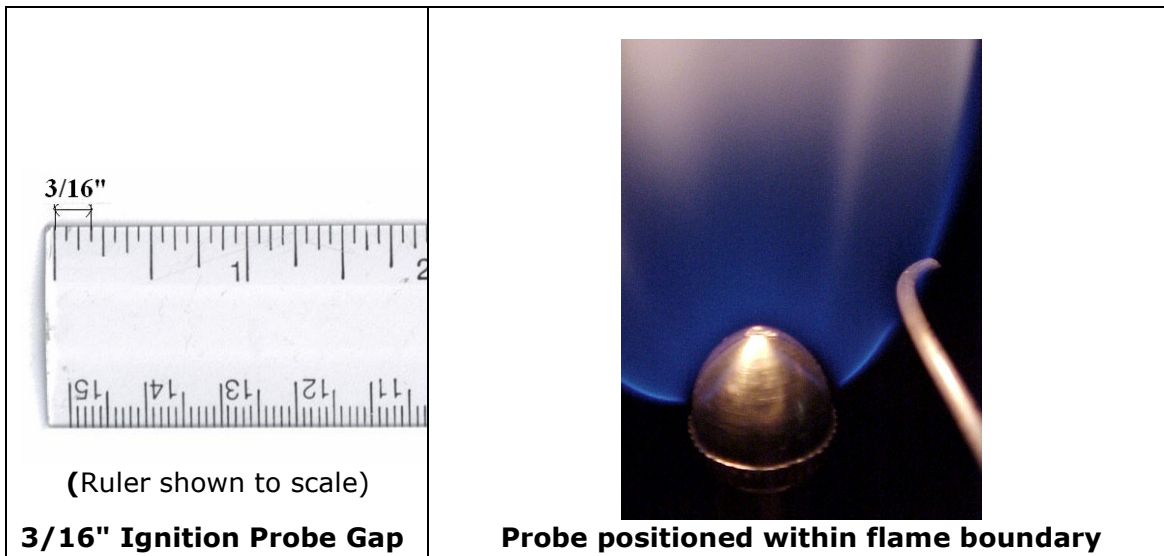 3/16"
1
2
15 14 13 12 11
(Ruler shown to scale)
3/16" Ignition Probe Gap
Probe positioned within flame boundary